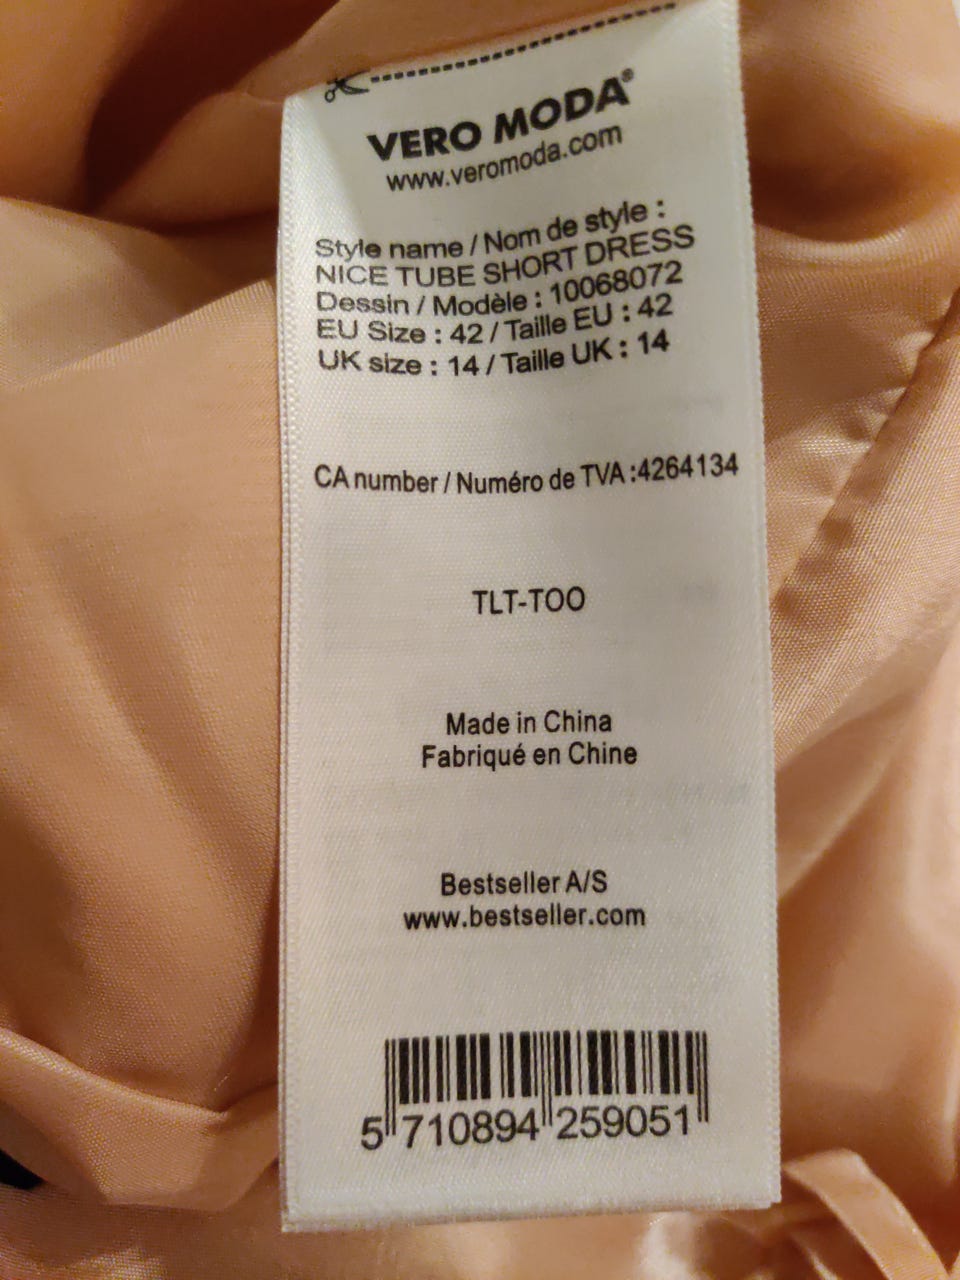 VERO MODA®
www.veromoda.com
Style name / Nom de style :
NICE TUBE SHORT DRESS
Dessin / Modèle : 10068072
EU Size : 42 / Taille EU : 42
UK size : 14 / Taille UK : 14
CA number / Numéro de TVA :4264134
TLT-TOO
Made in China
Fabriqué en Chine
Bestseller A/S
www.bestseller.com
5 710894 259051